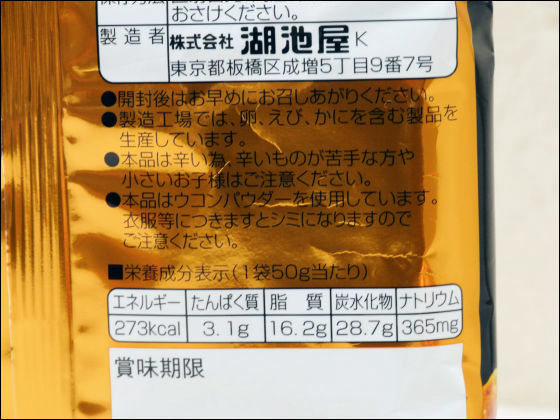 おさけください。
製造者 株式会社 湖池屋 K
東京都板橋区成増5丁目9番7号
●開封後はお早めにお召しあがりください。
●製造工場では、卵、えび、かにを含む製品を
生産しています。
●本品は辛い為、辛いものが苦手な方や
小さいお子様はご注意ください。
●本品はウコンパウダーを使用しています。
衣服等につきますとシミになりますので
ご注意ください。
■栄養成分表示(1袋50g当たり)
エネルギー たんぱく質 脂質 炭水化物 ナトリウム
273kcal 3.1g 16.2g 28.7g 365mg
賞味期限